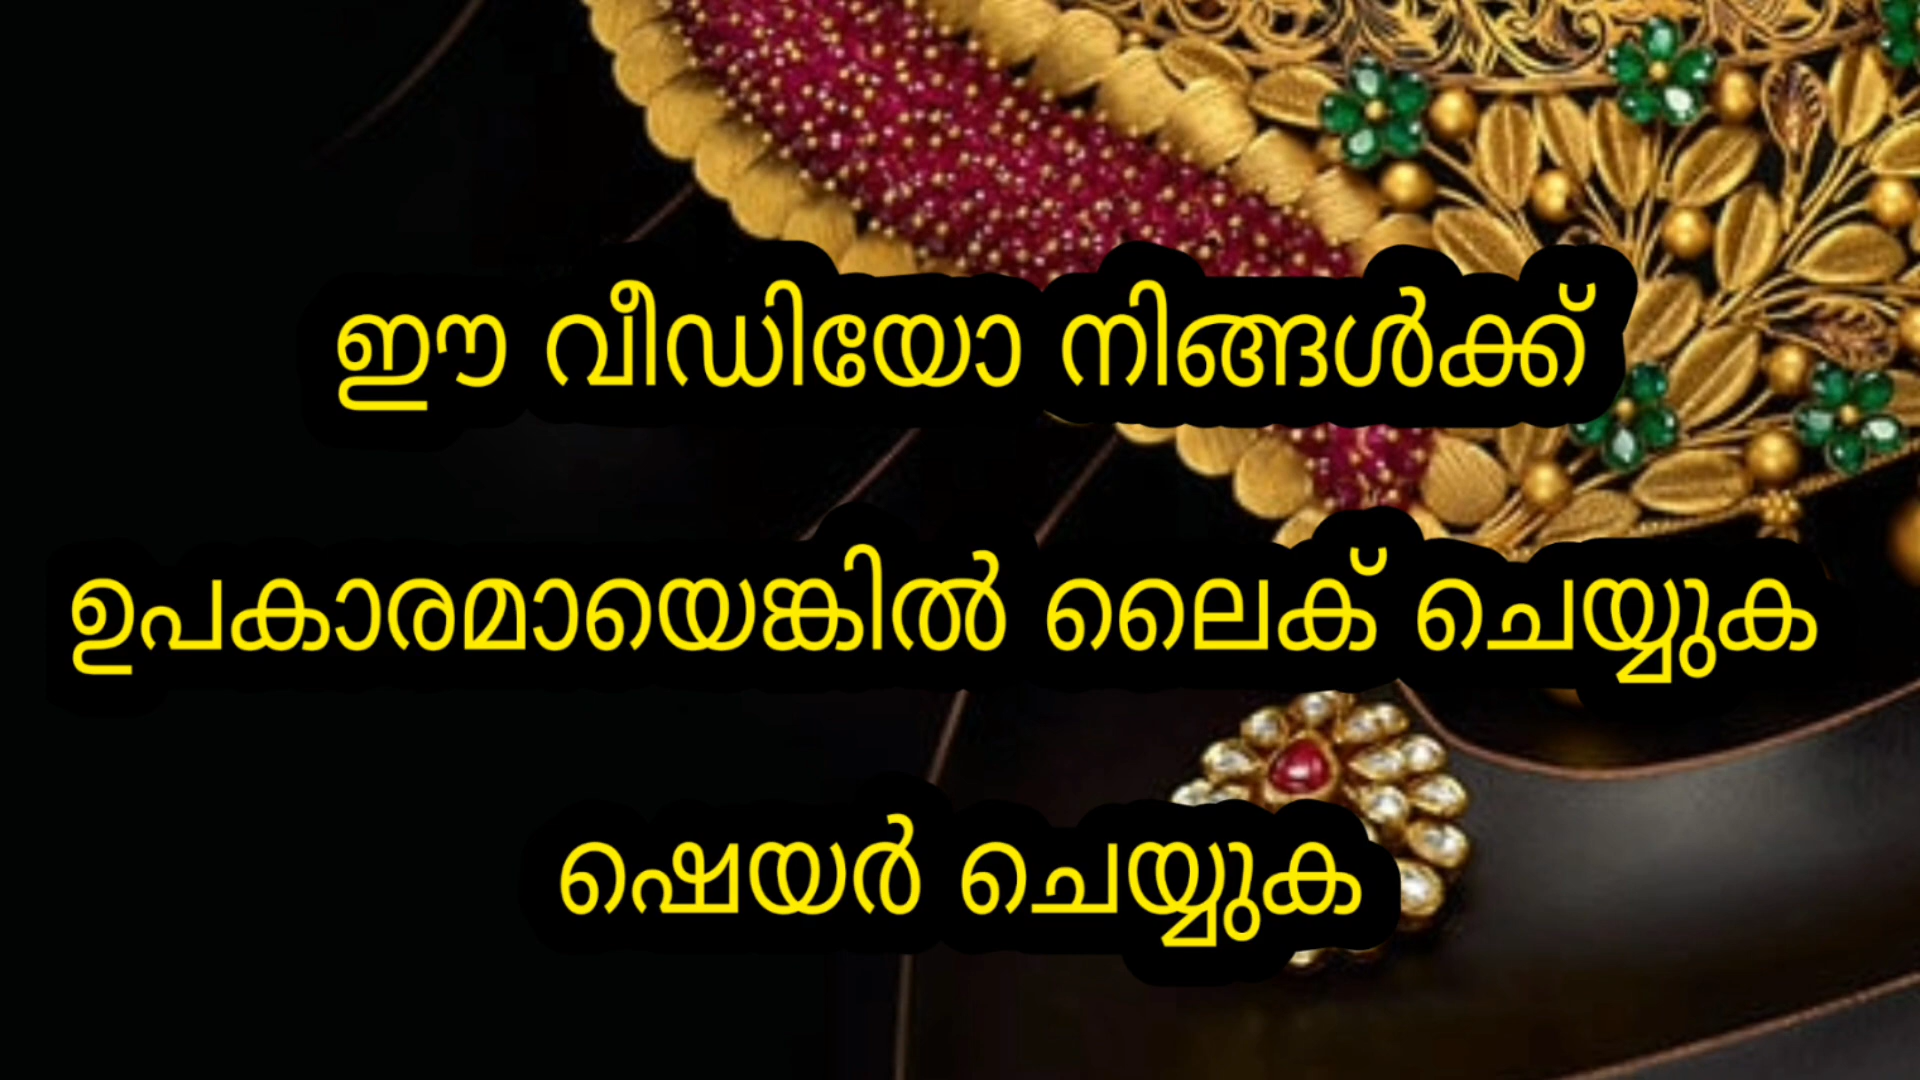 ഈ വീഡിയോ നിങ്ങൾക്ക്
ഉപകാരമായെങ്കിൽ ലൈക് ചെയ്യുക
ഷെയർ ചെയ്യുക